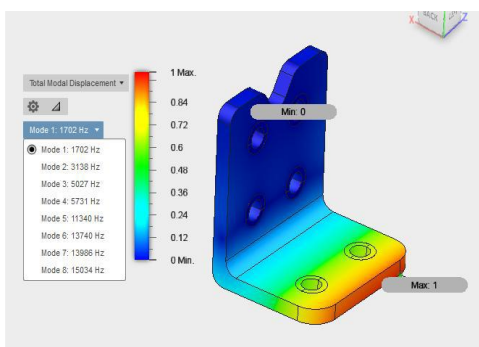 BACK
X
Z
Total Modal Displacement
Mode 1: 1702 Hz
Mode 1: 1702 Hz
Mode 2: 3138 Hz
Mode 3: 5027 Hz
Mode 4: 5731 Hz
Mode 5: 11340 Hz
Mode 6: 13740 Hz
Mode 7: 13986 Hz
Mode 8: 15034 Hz
1 Max.
0.84
0.72
0.6
0.48
0.36
0.24
0.12
0 Min.
Min: 0
Max: 1